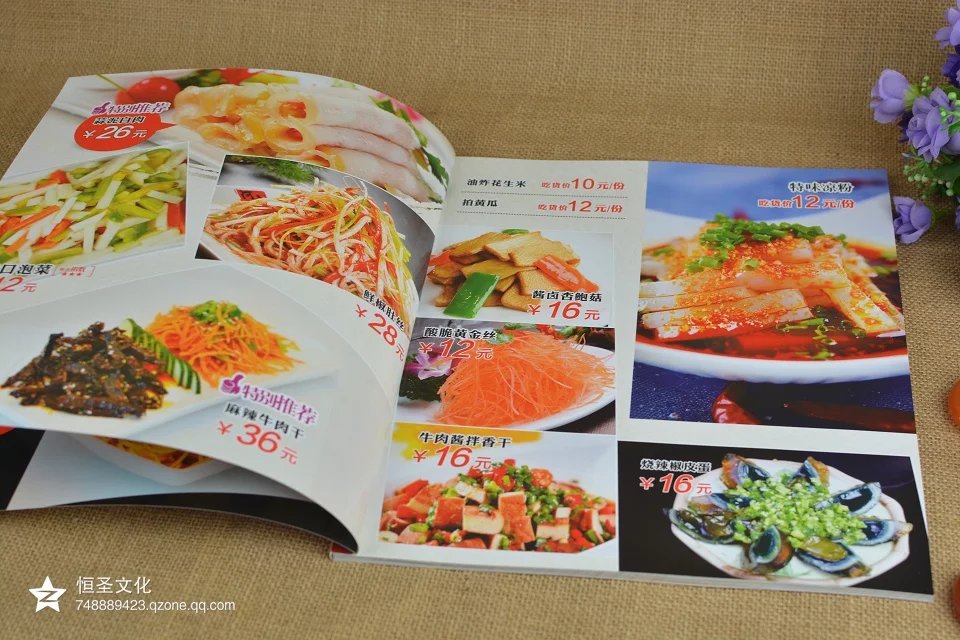 特别推荐
蒜泥白肉
¥26元
口泡菜
12元
鲜椒肚丝
¥28元
特别推荐
麻辣牛肉干
¥36元
油炸花生米 吃货价10元/份
拍黄瓜 吃货价12元/份
酱卤杏鲍菇
¥16元
酸脆黄金丝
¥12元
牛肉酱拌香干
¥16元
特味凉粉
吃货价12元/份
烧辣椒皮蛋
¥16元
恒圣文化
748889423.qzone.qq.com